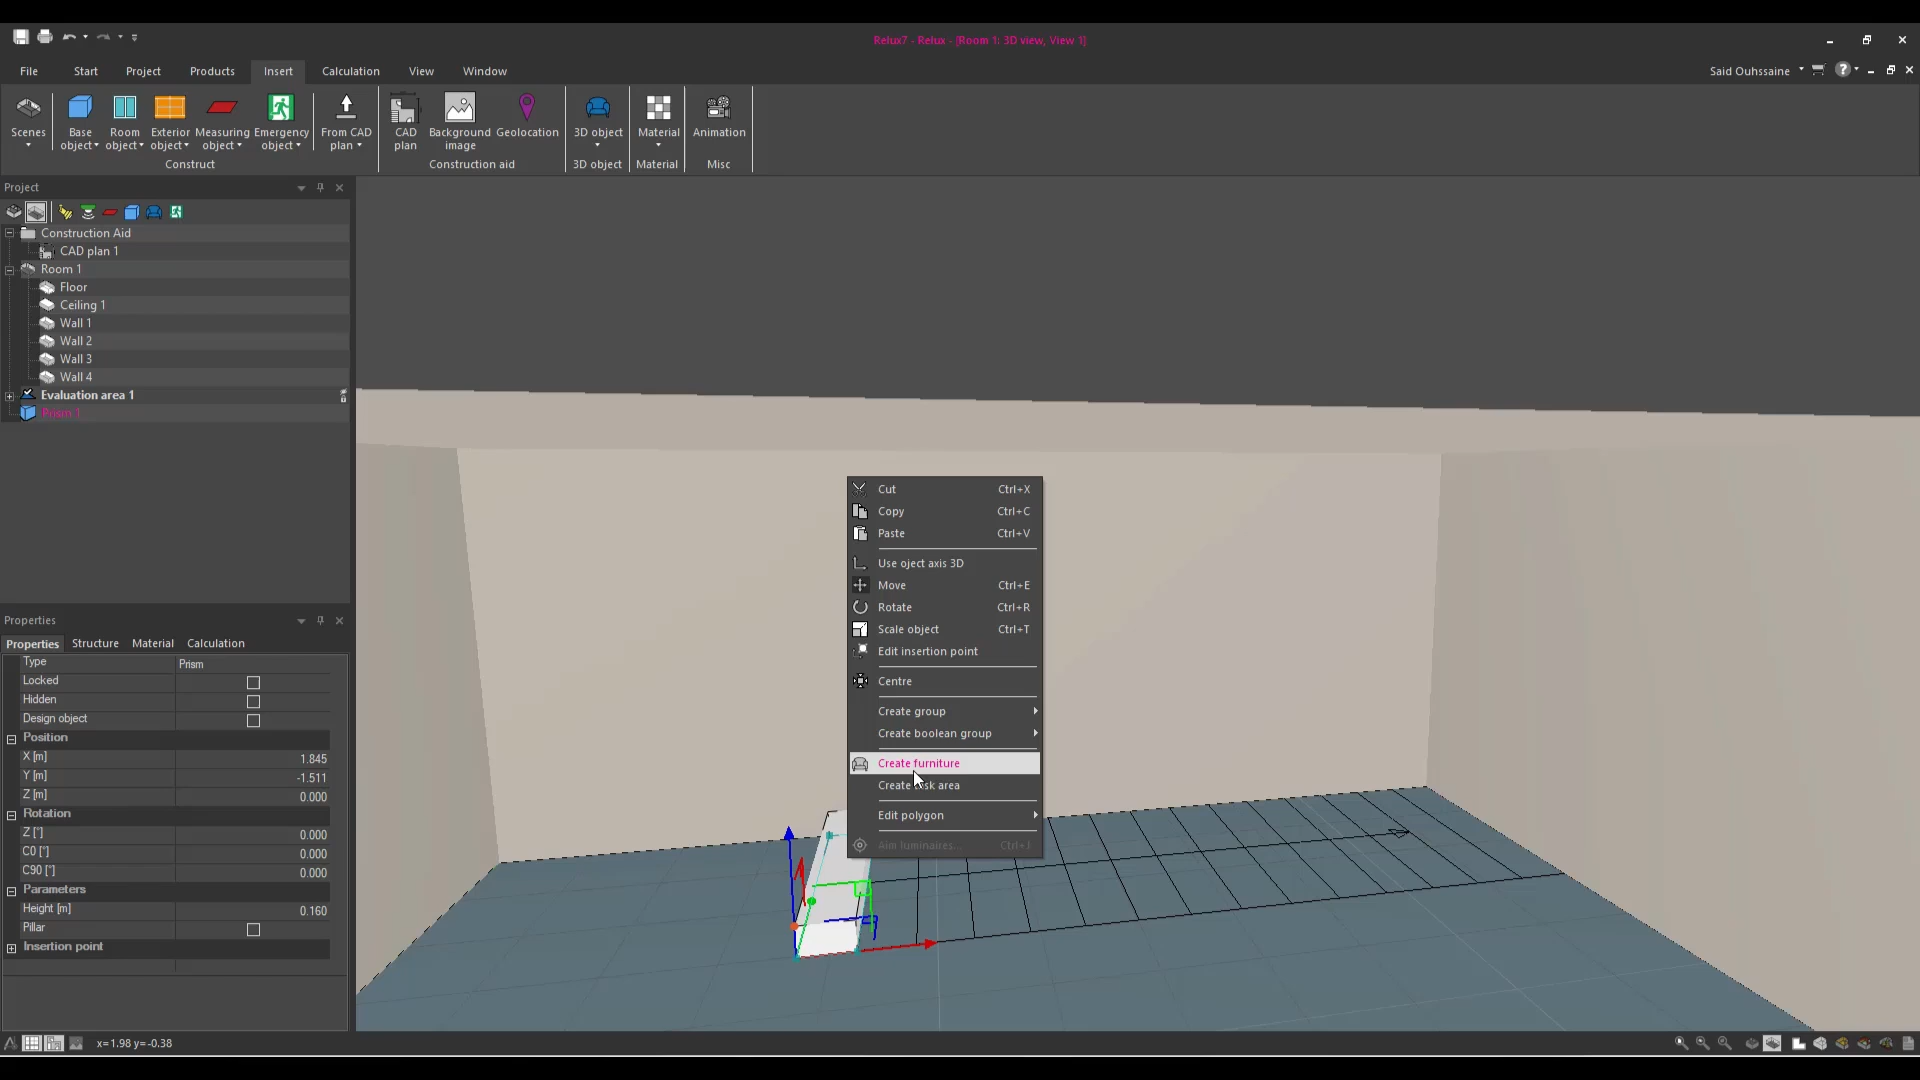 Relux7 - Relux - [Room 1: 3D view, View 1]
File Start Project Products Insert Calculation View Window
Said Ouhssaine
Scenes
Base object
Room object
Exterior object
Measuring object
Emergency object
From CAD plan
CAD plan
Background image
Geolocation
3D object
Material
Animation
Construct
Construction aid
3D object
Material
Misc
Project
Construction Aid
CAD plan 1
Room 1
Floor
Ceiling 1
Wall 1
Wall 2
Wall 3
Wall 4
Evaluation area 1
Prism 1
Cut Ctrl+X
Copy Ctrl+C
Paste Ctrl+V
Use oject axis 3D
Move Ctrl+E
Rotate Ctrl+R
Scale object Ctrl+T
Edit insertion point
Centre
Create group
Create boolean group
Create furniture
Create area
Edit polygon
Aim luminaires... Ctrl+J
Properties
Properties Structure Material Calculation
Type Prism
Locked
Hidden
Design object
Position
X [m] 1.845
Y [m] -1.511
Z [m] 0.000
Rotation
Z [°] 0.000
C0 [°] 0.000
C90 [°] 0.000
Parameters
Height [m] 0.160
Pillar
Insertion point
x=1.98 y=-0.38